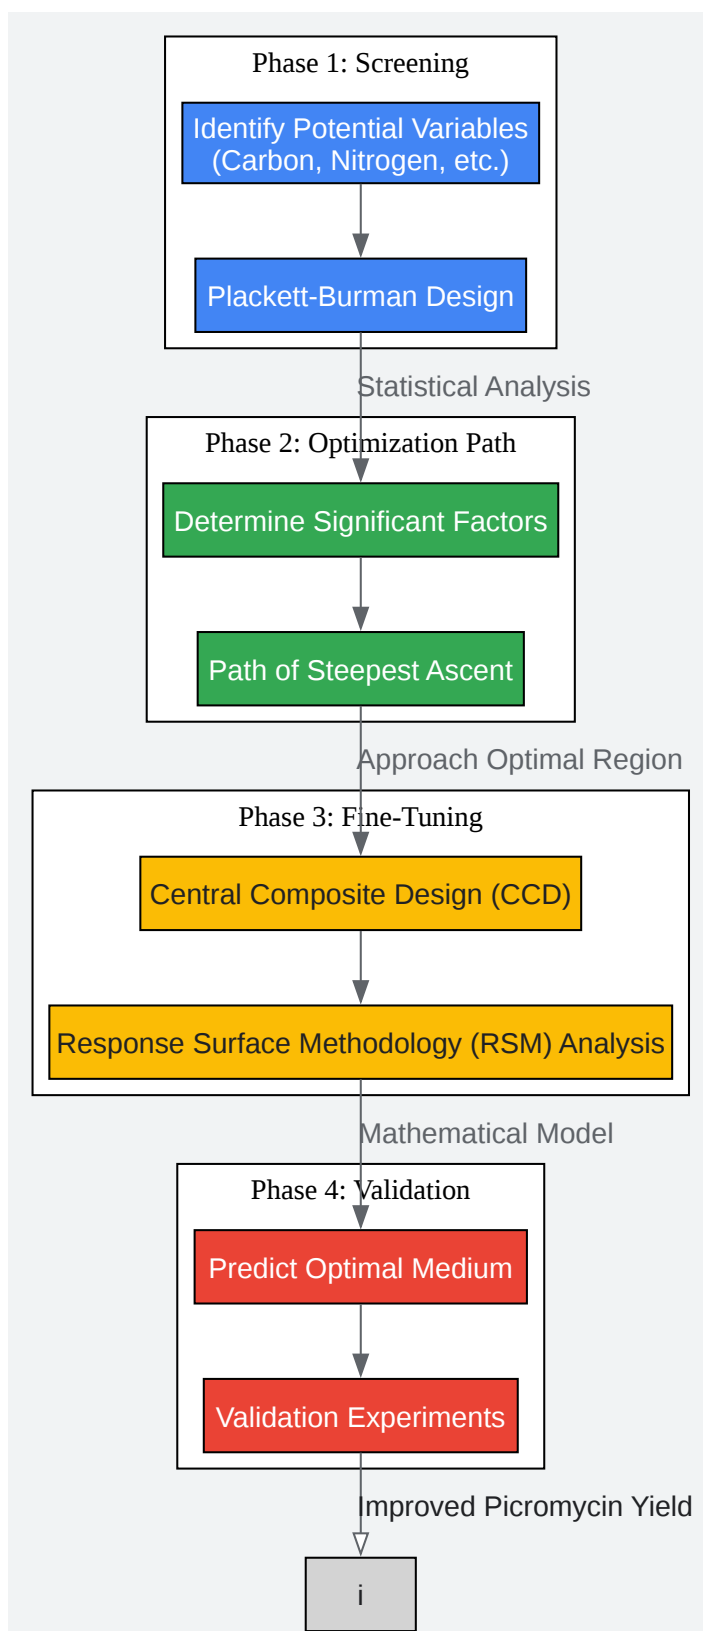 Phase 1: Screening
Identify Potential Variables
(Carbon, Nitrogen, etc.)
Plackett-Burman Design
Statistical Analysis
Phase 2: Optimization Path
Determine Significant Factors
Path of Steepest Ascent
Approach Optimal Region
Phase 3: Fine-Tuning
Central Composite Design (CCD)
Response Surface Methodology (RSM) Analysis
Mathematical Model
Phase 4: Validation
Predict Optimal Medium
Validation Experiments
Improved Picromycin Yield
i